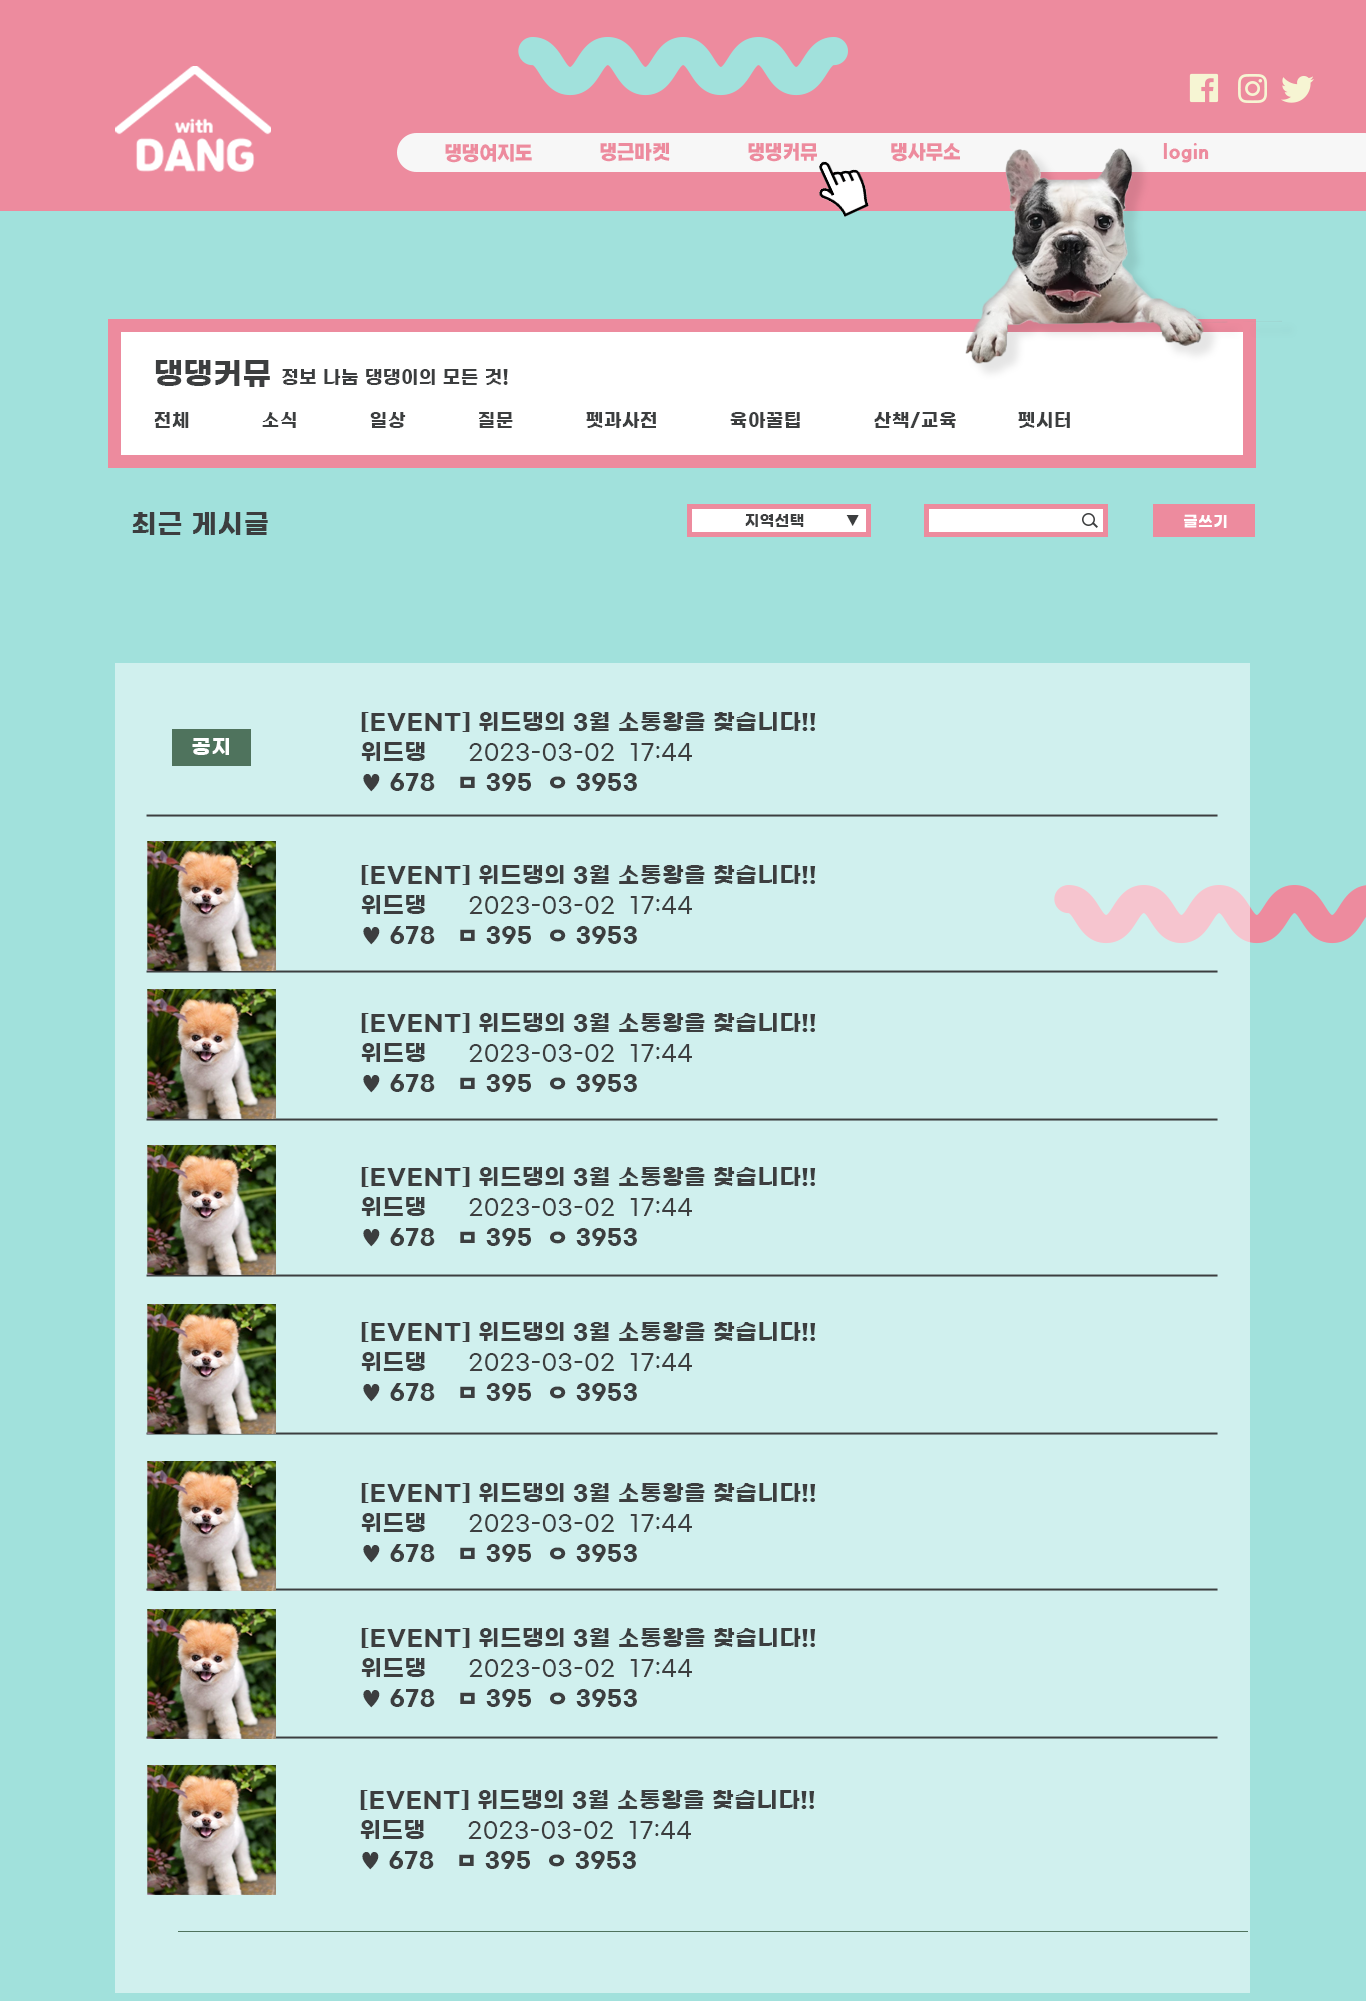 with
DANG
댕댕여지도 댕근마켓 댕댕커뮤 댕사무소 login
댕댕커뮤 정보 나눔 댕댕이의 모든 것!
전체 소식 일상 질문 펫과사전 육아꿀팁 산책/교육 펫시터
최근 게시글 지역선택 ▼ 글쓰기
공지
[EVENT] 위드댕의 3월 소통왕을 찾습니다!!
위드댕 2023-03-02 17:44
♥ 678 ㅁ 395 ㅇ 3953
[EVENT] 위드댕의 3월 소통왕을 찾습니다!!
위드댕 2023-03-02 17:44
♥ 678 ㅁ 395 ㅇ 3953
[EVENT] 위드댕의 3월 소통왕을 찾습니다!!
위드댕 2023-03-02 17:44
♥ 678 ㅁ 395 ㅇ 3953
[EVENT] 위드댕의 3월 소통왕을 찾습니다!!
위드댕 2023-03-02 17:44
♥ 678 ㅁ 395 ㅇ 3953
[EVENT] 위드댕의 3월 소통왕을 찾습니다!!
위드댕 2023-03-02 17:44
♥ 678 ㅁ 395 ㅇ 3953
[EVENT] 위드댕의 3월 소통왕을 찾습니다!!
위드댕 2023-03-02 17:44
♥ 678 ㅁ 395 ㅇ 3953
[EVENT] 위드댕의 3월 소통왕을 찾습니다!!
위드댕 2023-03-02 17:44
♥ 678 ㅁ 395 ㅇ 3953
[EVENT] 위드댕의 3월 소통왕을 찾습니다!!
위드댕 2023-03-02 17:44
♥ 678 ㅁ 395 ㅇ 3953